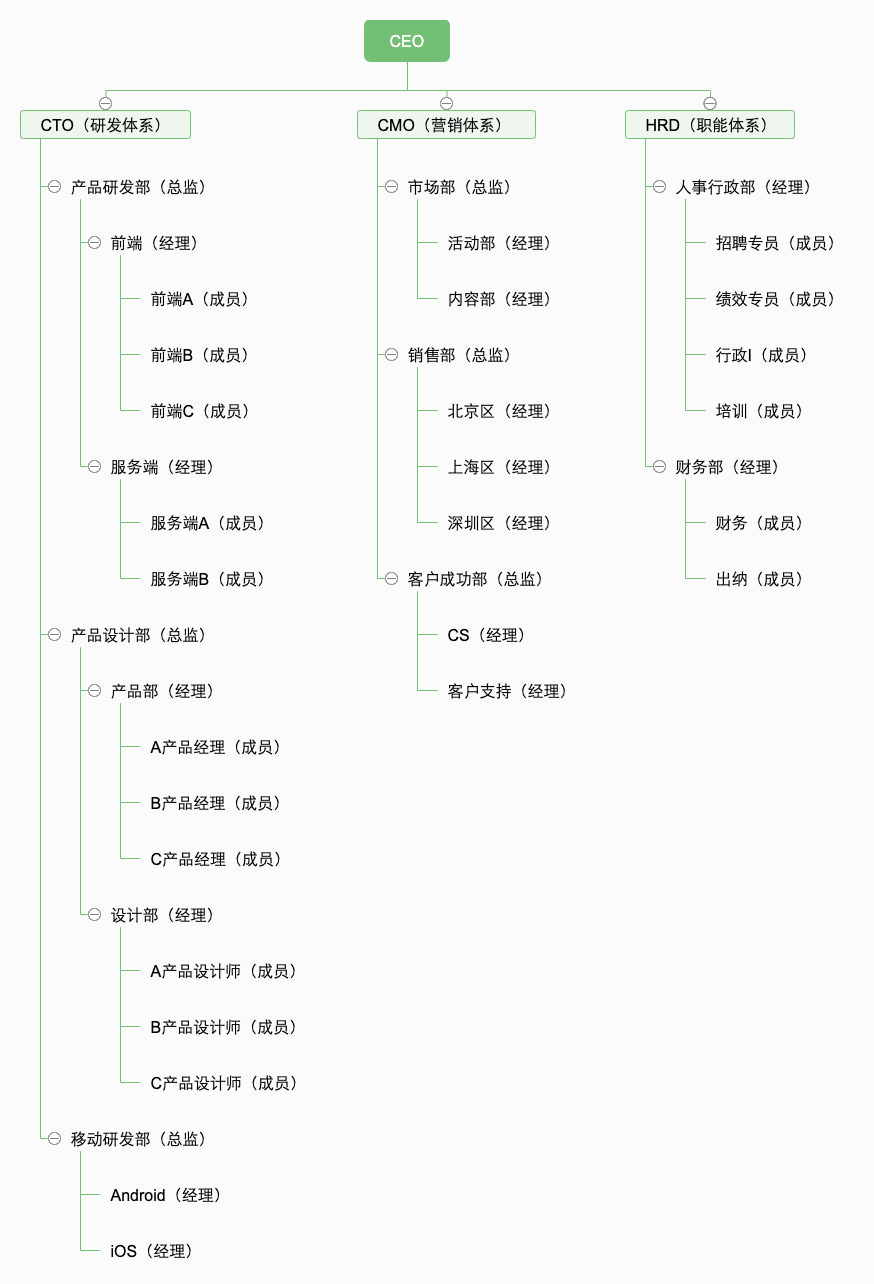 CEO
CTO（研发体系）
产品研发部（总监）
前端（经理）
前端A（成员）
前端B（成员）
前端C（成员）
服务端（经理）
服务端A（成员）
服务端B（成员）
产品设计部（总监）
产品部（经理）
A产品经理（成员）
B产品经理（成员）
C产品经理（成员）
设计部（经理）
A产品设计师（成员）
B产品设计师（成员）
C产品设计师（成员）
移动研发部（总监）
Android（经理）
iOS（经理）
CMO（营销体系）
市场部（总监）
活动部（经理）
内容部（经理）
销售部（总监）
北京区（经理）
上海区（经理）
深圳区（经理）
客户成功部（总监）
CS（经理）
客户支持（经理）
HRD（职能体系）
人事行政部（经理）
招聘专员（成员）
绩效专员（成员）
行政I（成员）
培训（成员）
财务部（经理）
财务（成员）
出纳（成员）